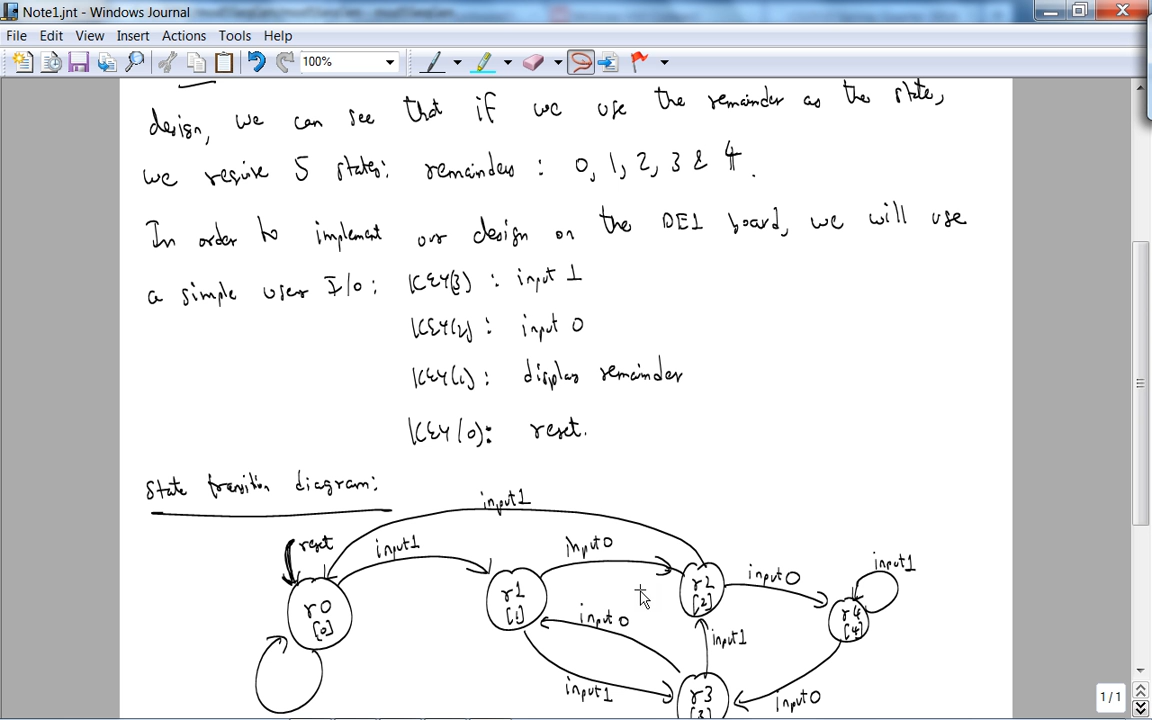 Note1.jnt - Windows Journal
File Edit View Insert Actions Tools Help
100%
design, we can see that if we use the remainder as the state,
we require 5 states: remainders : 0, 1, 2, 3 & 4.
In order to implement our design on the DE1 board, we will use
a simple user I/O: KEY(3) : input 1
KEY(2) : input 0
KEY(1) : display remainder
KEY(0): reset.
State transition diagram:
input1
reset input1 input0 input1
r0 [0] r1 [1] r2 [2] input0 r4 [4]
input0
input1
input1 r3 [3] input0
1 / 1